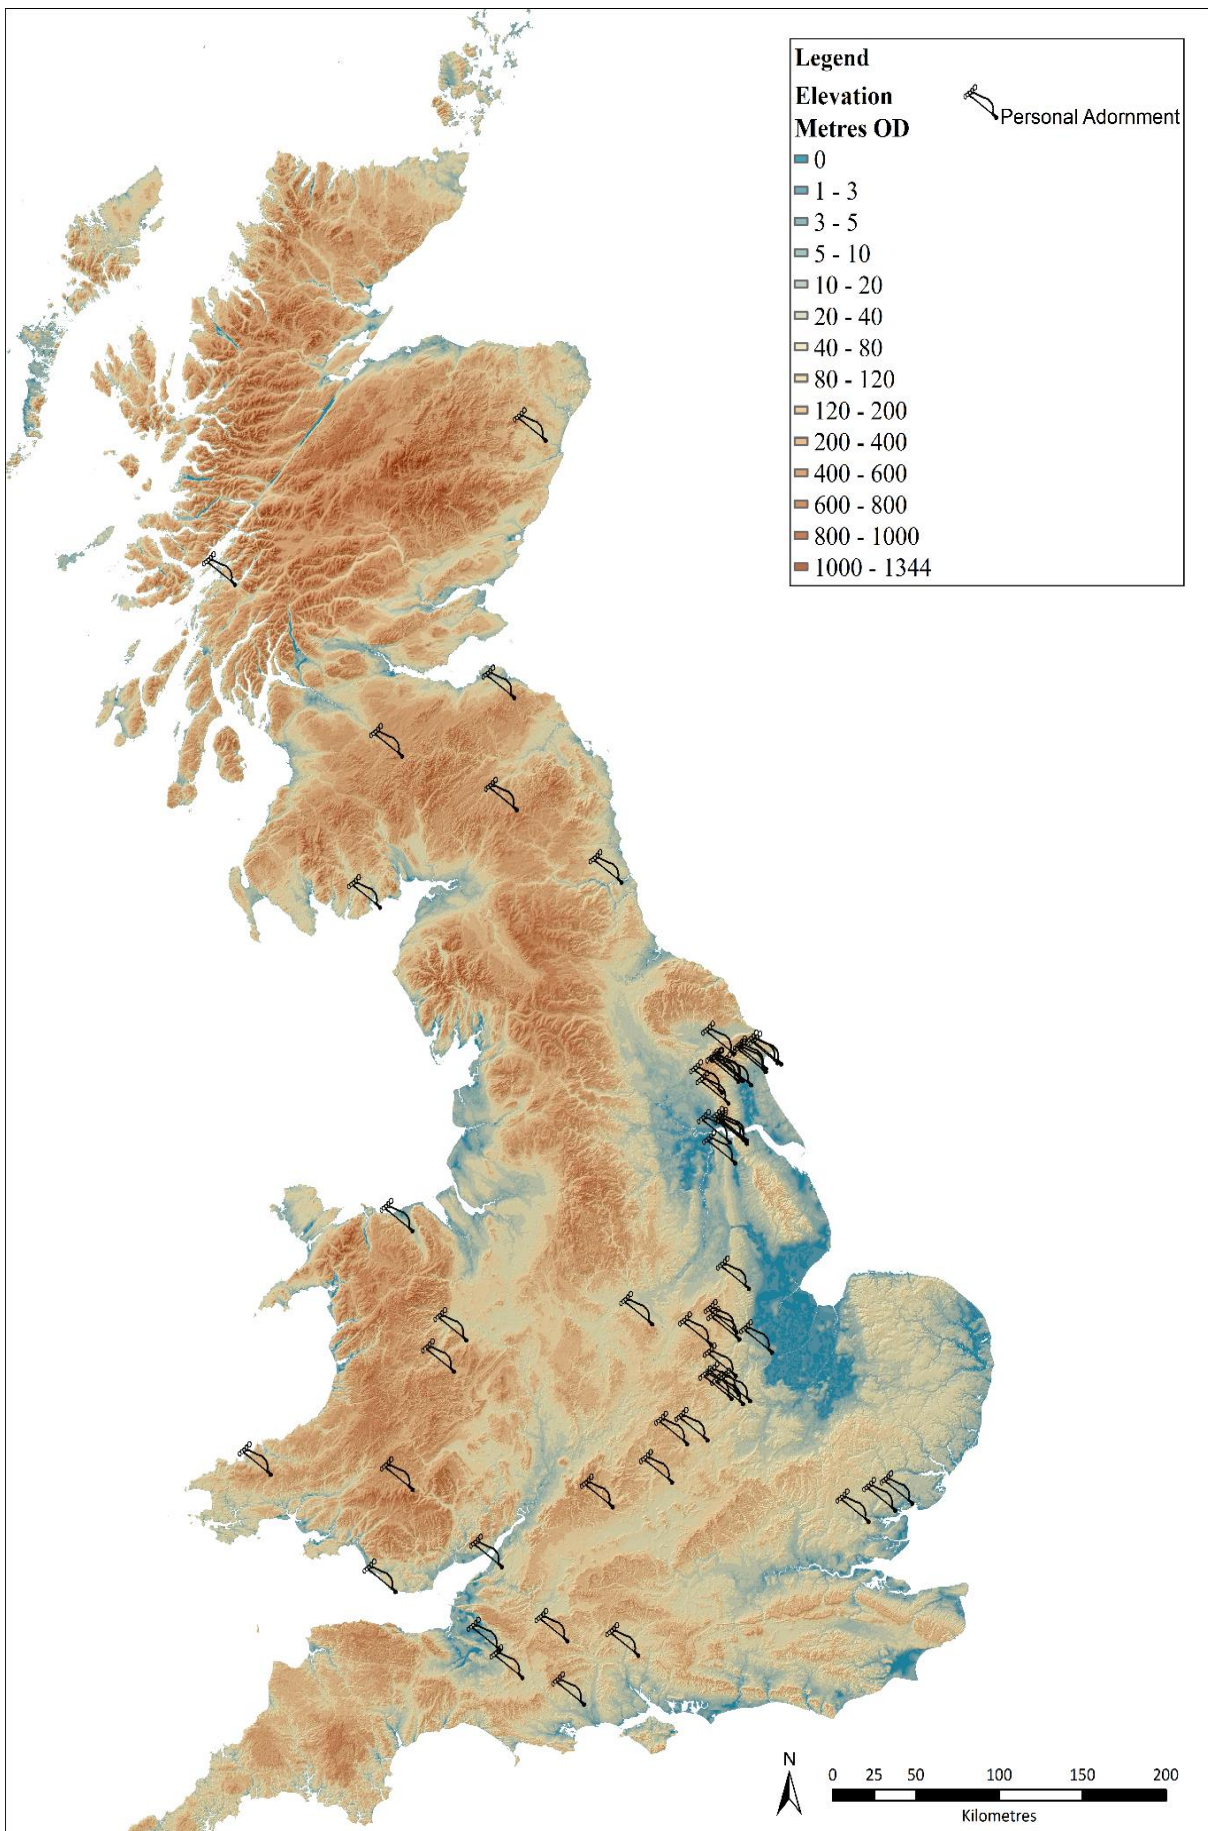 Legend
Elevation
Metres OD
Personal Adornment
0
1 - 3
3 - 5
5 - 10
10 - 20
20 - 40
40 - 80
80 - 120
120 - 200
200 - 400
400 - 600
600 - 800
800 - 1000
1000 - 1344
N
0 25 50 100 150 200
Kilometres